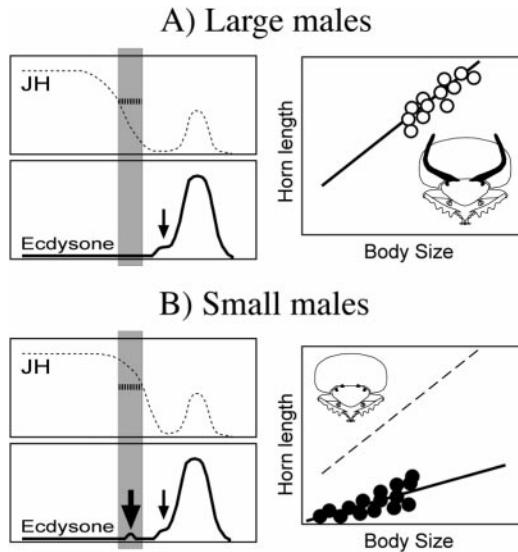 A) Large males
JH
Ecdysone
Horn length
Body Size
B) Small males
JH
Ecdysone
Horn length
Body Size